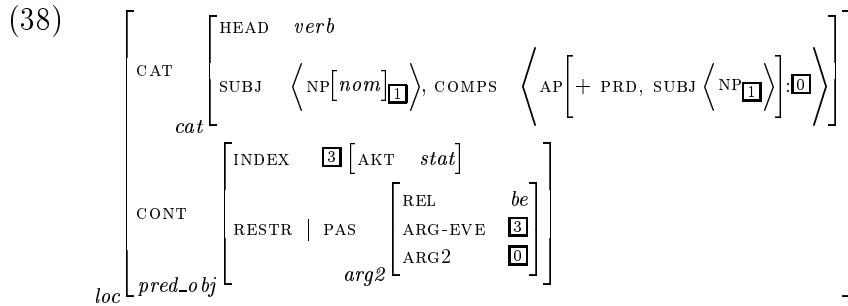 (38)
HEAD verb
CAT SUBJ ⟨NP[nom]1⟩, COMPS ⟨AP[+ PRD, SUBJ ⟨NP1⟩]:0⟩
cat
INDEX 3 [AKT stat]
CONT RESTR | PAS REL be
ARG-EVE 3
ARG2 0
arg2
pred_obj
loc